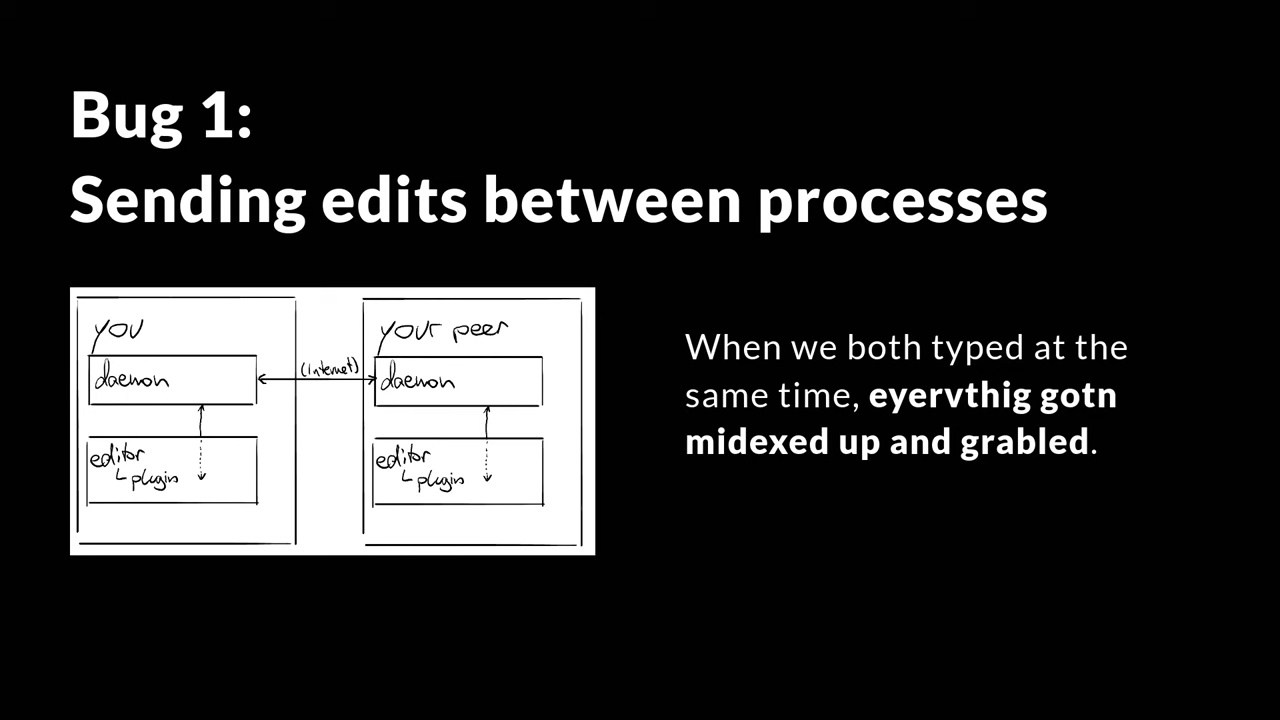 Bug 1:
Sending edits between processes
you
daemon
editor
plugin
(internet)
your peer
daemon
editor
plugin
When we both typed at the
same time, eyervthig gotn
midexed up and grabled.